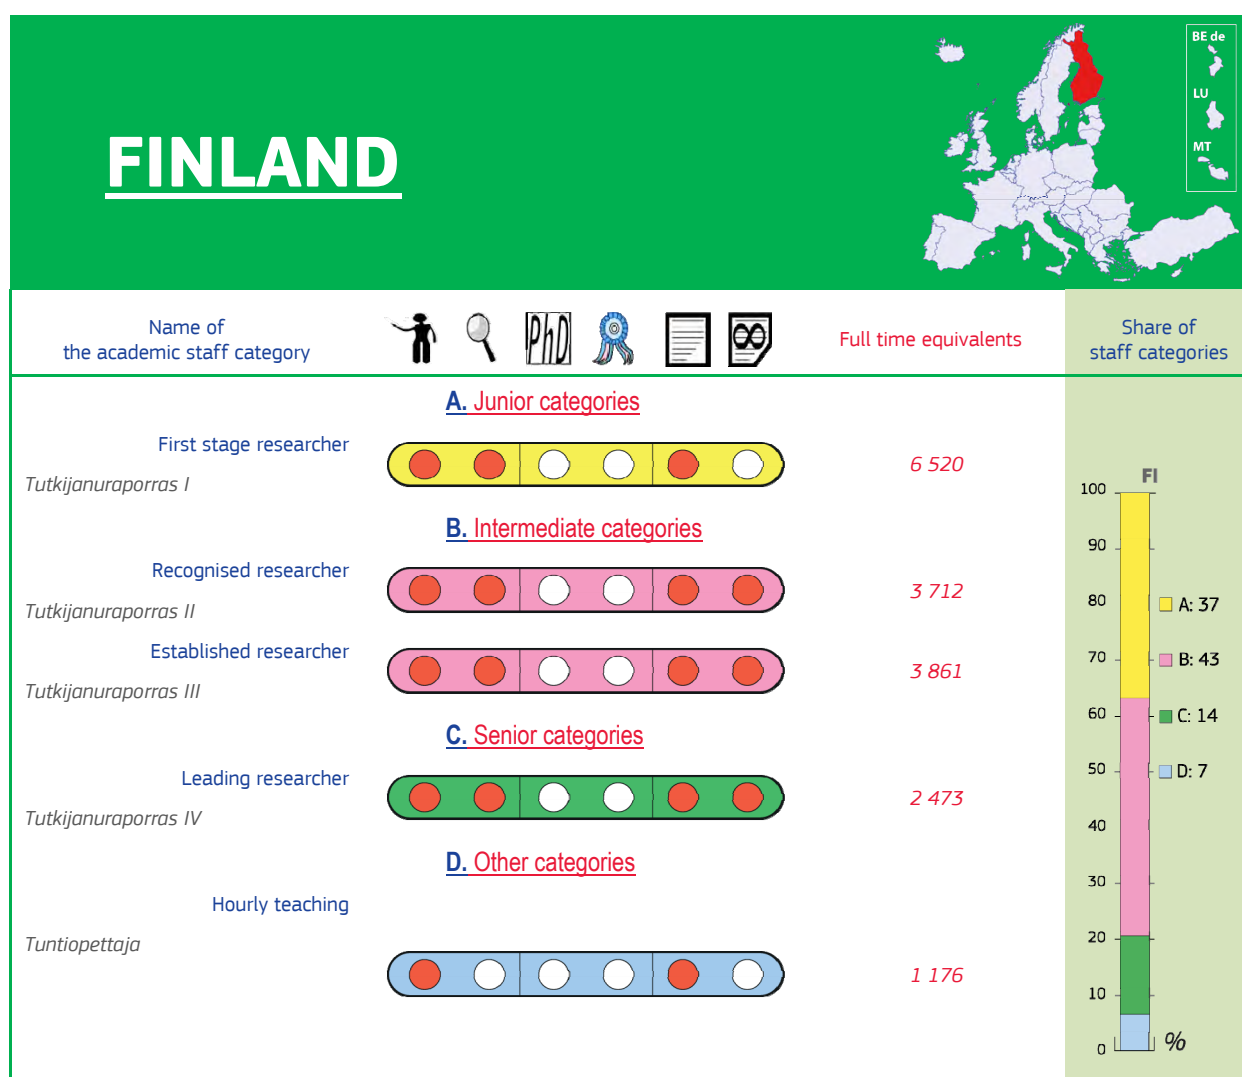 BE de
LU
MT
FINLAND
Name of
the academic staff category
PhD
Full time equivalents
Share of
staff categories
A. Junior categories
First stage researcher
Tutkijanuraporras I
6 520
B. Intermediate categories
Recognised researcher
Tutkijanuraporras II
3 712
Established researcher
Tutkijanuraporras III
3 861
C. Senior categories
Leading researcher
Tutkijanuraporras IV
2 473
D. Other categories
Hourly teaching
Tuntiopettaja
1 176
FI
100
90
80
70
60
50
40
30
20
10
0
%
A: 37
B: 43
C: 14
D: 7